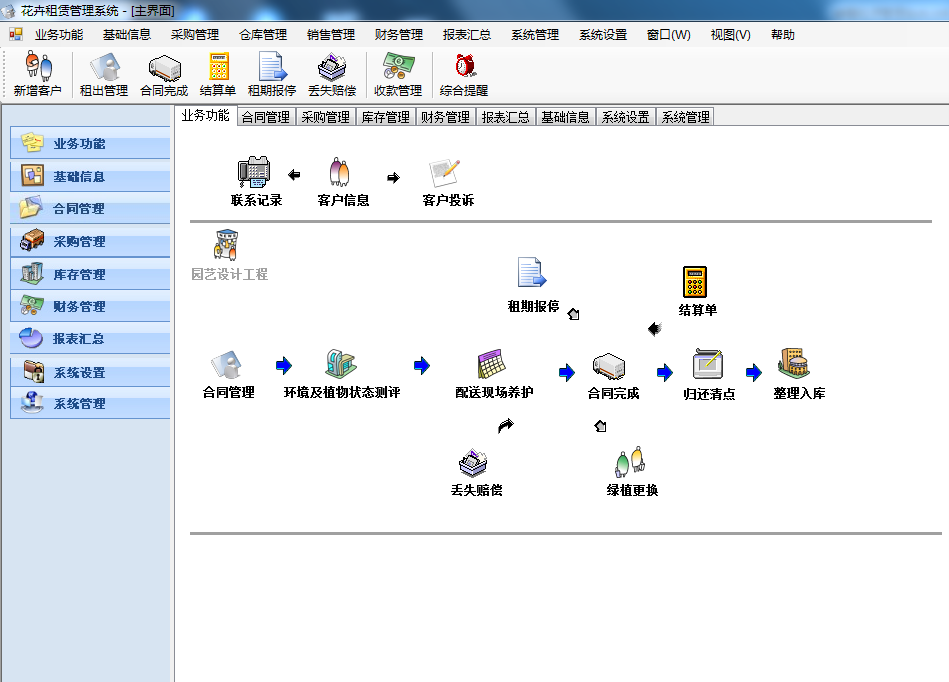 花卉租赁管理系统 - [主界面]
业务功能 基础信息 采购管理 仓库管理 销售管理 财务管理 报表汇总 系统管理 系统设置 窗口(W) 视图(V) 帮助
新增客户 租出管理 合同完成 结算单 租期报停 丢失赔偿 收款管理 综合提醒
业务功能 合同管理 采购管理 库存管理 财务管理 报表汇总 基础信息 系统设置 系统管理
业务功能
基础信息
合同管理
采购管理
库存管理
财务管理
报表汇总
系统设置
系统管理
联系记录 客户信息 客户投诉
园艺设计工程
租期报停 结算单
合同管理 环境及植物状态测评 配送现场养护 合同完成 归还清点 整理入库
丢失赔偿 绿植更换